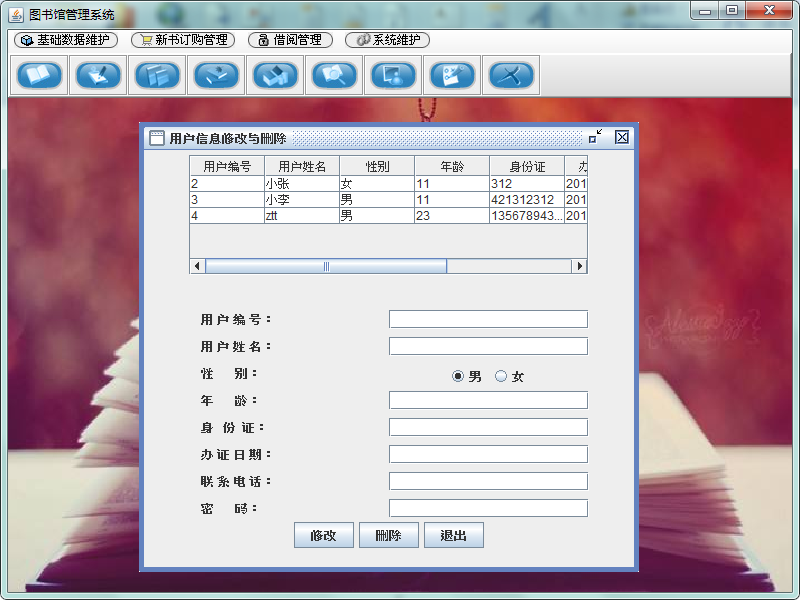 图书馆管理系统
基础数据维护 新书订购管理 借阅管理 系统维护
用户信息修改与删除
用户编号 用户姓名 性别 年龄 身份证 办
2 小张 女 11 312 201
3 小李 男 11 421312312 201
4 ztt 男 23 135678943... 201
用户编号：
用户姓名：
性 别： 男 女
年 龄：
身 份 证：
办证日期：
联系电话：
密 码：
修改 删除 退出